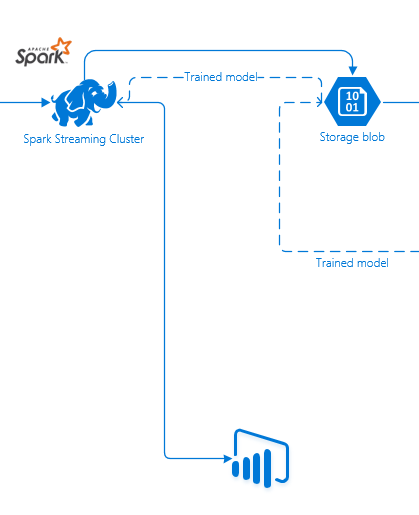 APACHE
Spark
Trained model
10
01
Spark Streaming Cluster
Storage blob
Trained model